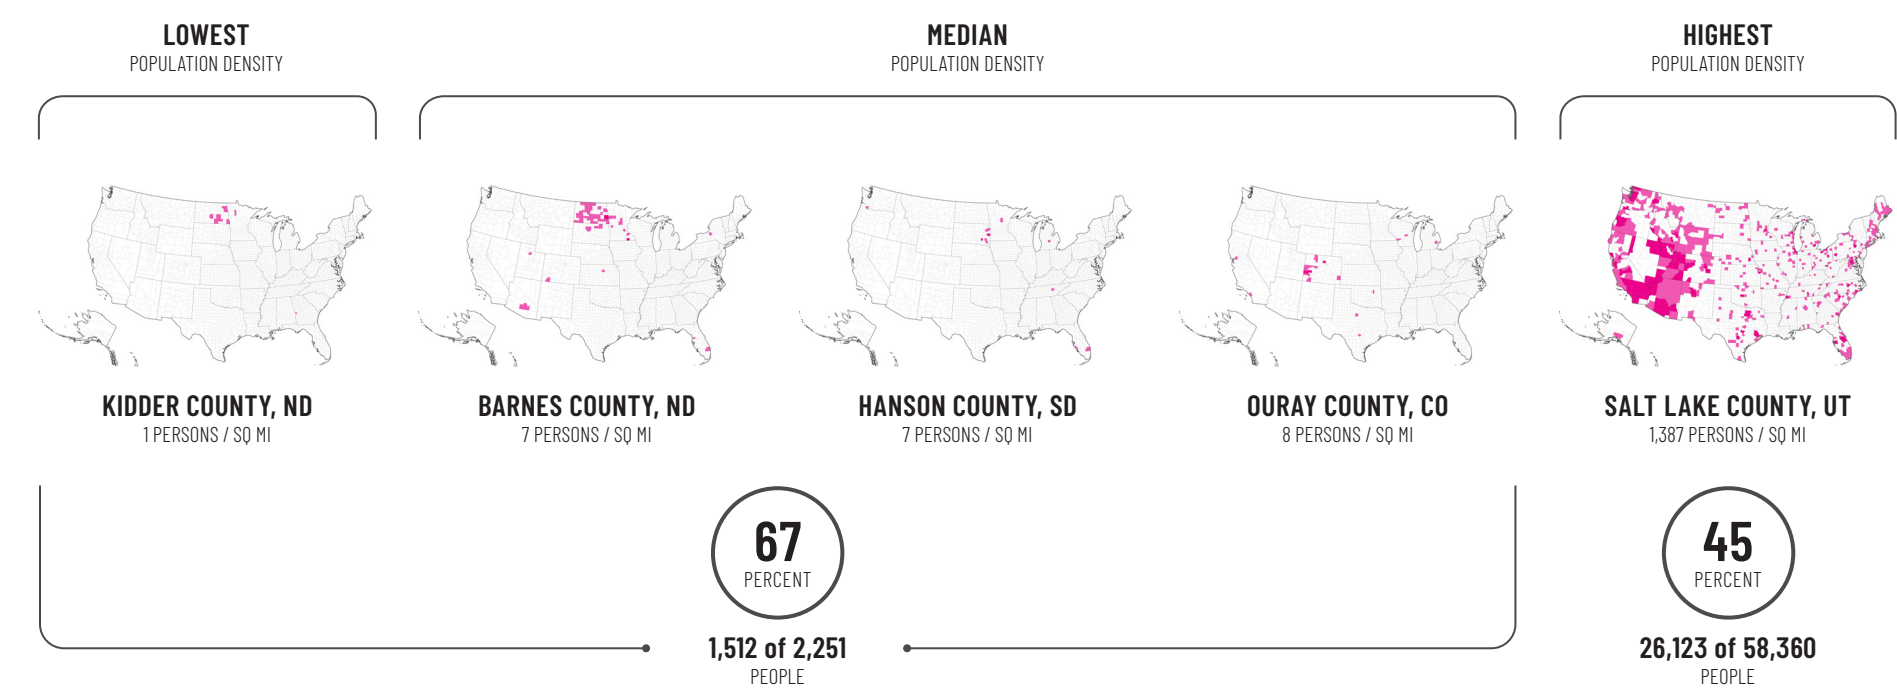 LOWEST
POPULATION DENSITY
MEDIAN
POPULATION DENSITY
HIGHEST
POPULATION DENSITY
KIDDER COUNTY, ND
1 PERSONS / SQ MI
BARNES COUNTY, ND
7 PERSONS / SQ MI
HANSON COUNTY, SD
7 PERSONS / SQ MI
OURAY COUNTY, CO
8 PERSONS / SQ MI
SALT LAKE COUNTY, UT
1,387 PERSONS / SQ MI
67
PERCENT
1,512 of 2,251
PEOPLE
45
PERCENT
26,123 of 58,360
PEOPLE